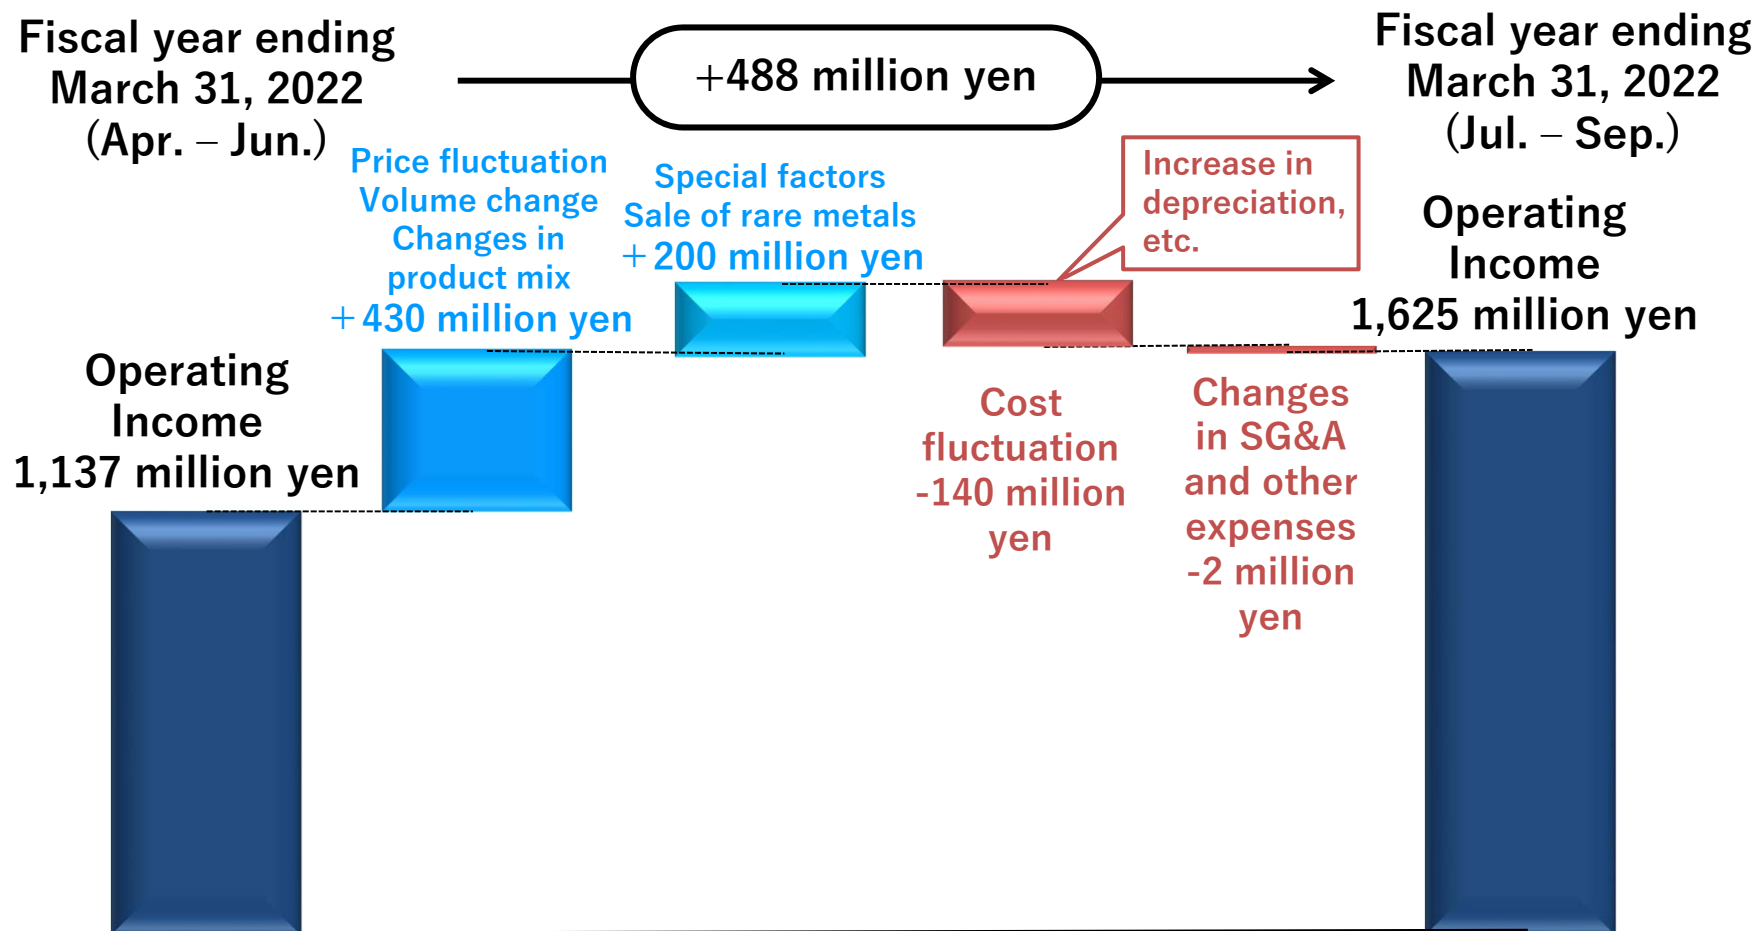 Fiscal year ending
March 31, 2022
(Apr. – Jun.)
+488 million yen
Fiscal year ending
March 31, 2022
(Jul. – Sep.)
Price fluctuation
Volume change
Changes in
product mix
+430 million yen
Special factors
Sale of rare metals
+200 million yen
Increase in
depreciation,
etc.
Operating
Income
1,625 million yen
Operating
Income
1,137 million yen
Cost
fluctuation
-140 million
yen
Changes
in SG&A
and other
expenses
-2 million
yen